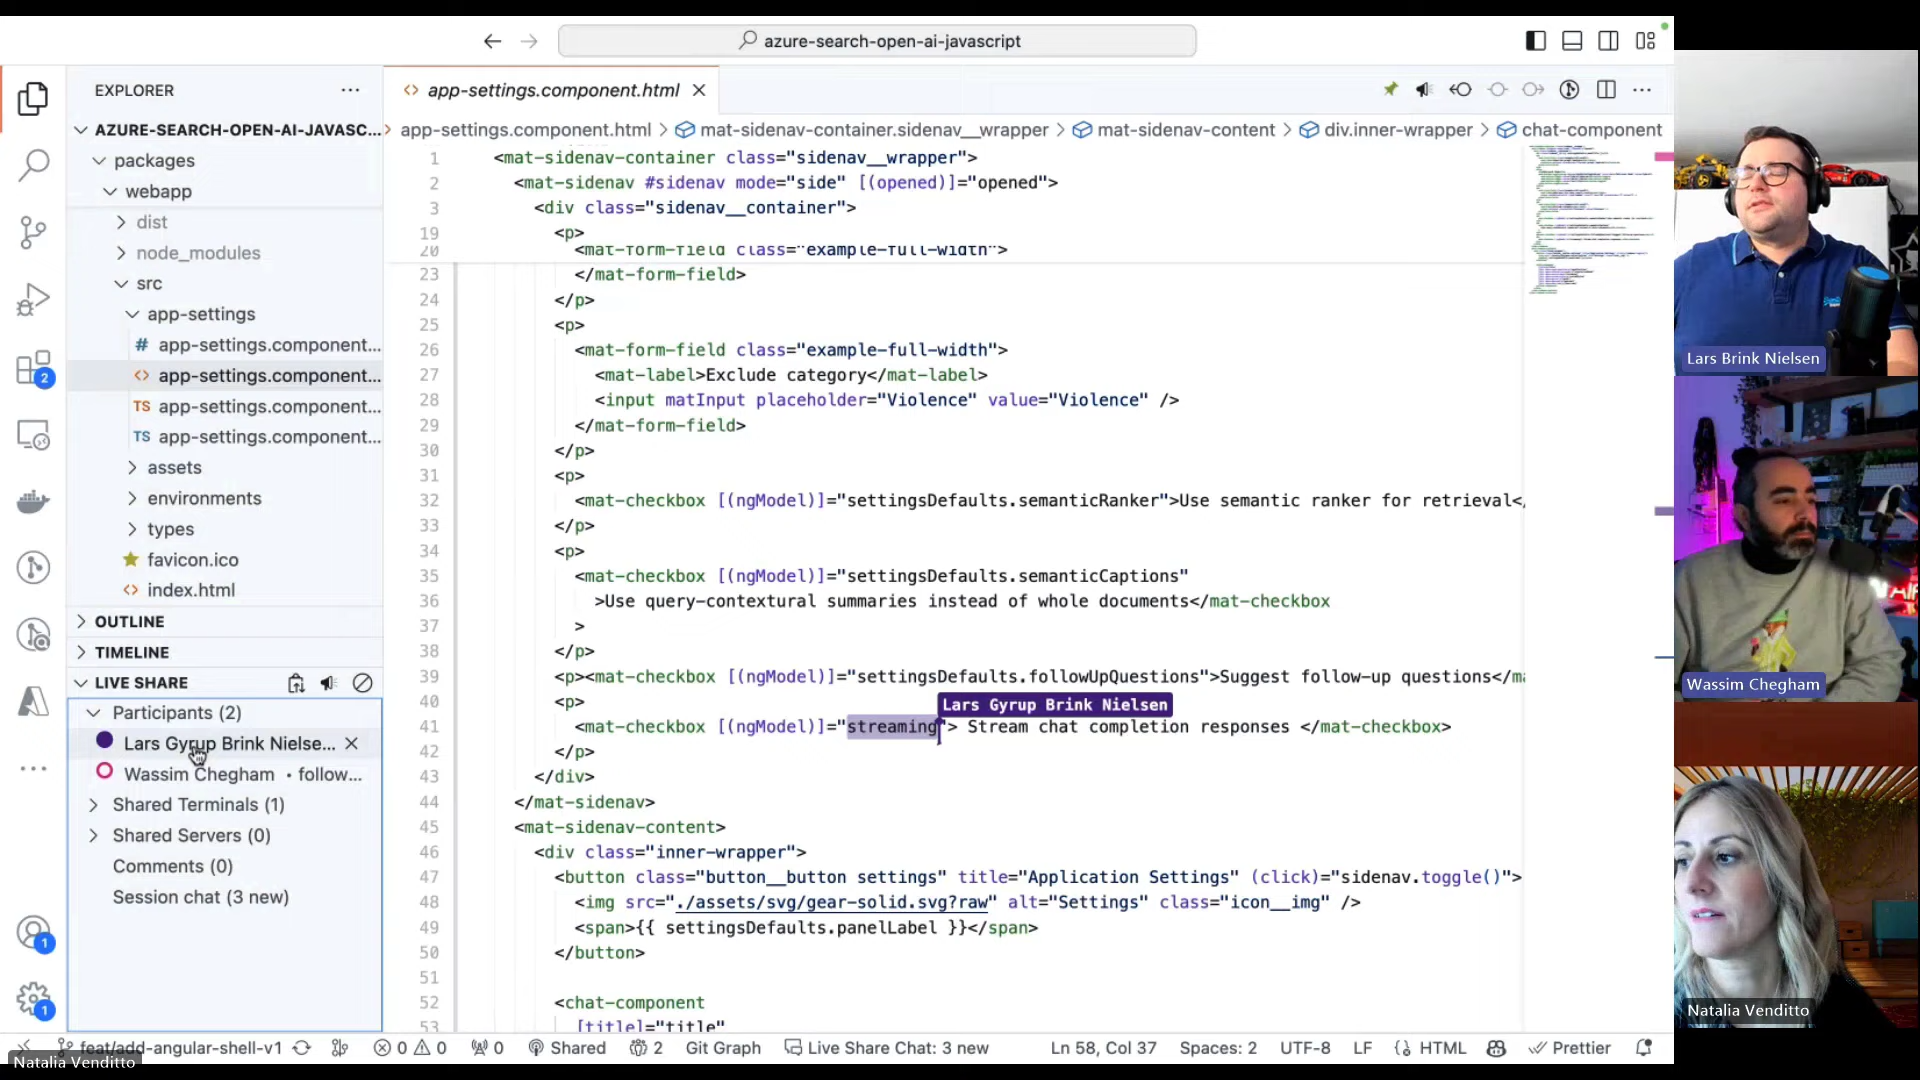 azure-search-open-ai-javascript
EXPLORER
app-settings.component.html
AZURE-SEARCH-OPEN-AI-JAVASC...
packages
webapp
dist
node_modules
src
app-settings
# app-settings.component...
<> app-settings.component...
TS app-settings.component...
TS app-settings.component...
assets
environments
types
favicon.ico
<> index.html
OUTLINE
TIMELINE
LIVE SHARE
Participants (2)
Lars Gyrup Brink Nielse...
Wassim Chegham • follow...
Shared Terminals (1)
Shared Servers (0)
Comments (0)
Session chat (3 new)
2
1
1
app-settings.component.html > mat-sidenav-container.sidenav__wrapper > mat-sidenav-content > div.inner-wrapper > chat-component
1 <mat-sidenav-container class="sidenav__wrapper">
2 <mat-sidenav #sidenav mode="side" [(opened)]="opened">
3 <div class="sidenav__container">
19 <p>
20 <mat-form-field class="example-full-width">
23 </mat-form-field>
24 </p>
25 <p>
26 <mat-form-field class="example-full-width">
27 <mat-label>Exclude category</mat-label>
28 <input matInput placeholder="Violence" value="Violence" />
29 </mat-form-field>
30 </p>
31 <p>
32 <mat-checkbox [(ngModel)]="settingsDefaults.semanticRanker">Use semantic ranker for retrieval</
33 </p>
34 <p>
35 <mat-checkbox [(ngModel)]="settingsDefaults.semanticCaptions"
36 >Use query-contextural summaries instead of whole documents</mat-checkbox
37 >
38 </p>
39 <p><mat-checkbox [(ngModel)]="settingsDefaults.followUpQuestions">Suggest follow-up questions</ma
40 <p>
Lars Gyrup Brink Nielsen
41 <mat-checkbox [(ngModel)]="streaming"> Stream chat completion responses </mat-checkbox>
42 </p>
43 </div>
44 </mat-sidenav>
45 <mat-sidenav-content>
46 <div class="inner-wrapper">
47 <button class="button__button settings" title="Application Settings" (click)="sidenav.toggle()">
48 <img src="./assets/svg/gear-solid.svg?raw" alt="Settings" class="icon__img" />
49 <span>{{ settingsDefaults.panelLabel }}</span>
50 </button>
51
52 <chat-component
53 [title]="title"
feat/add-angular-shell-v1 0 0 0 Shared 2 Git Graph Live Share Chat: 3 new Ln 58, Col 37 Spaces: 2 UTF-8 LF HTML Prettier
Natalia Venditto
Lars Brink Nielsen
Wassim Chegham
Natalia Venditto